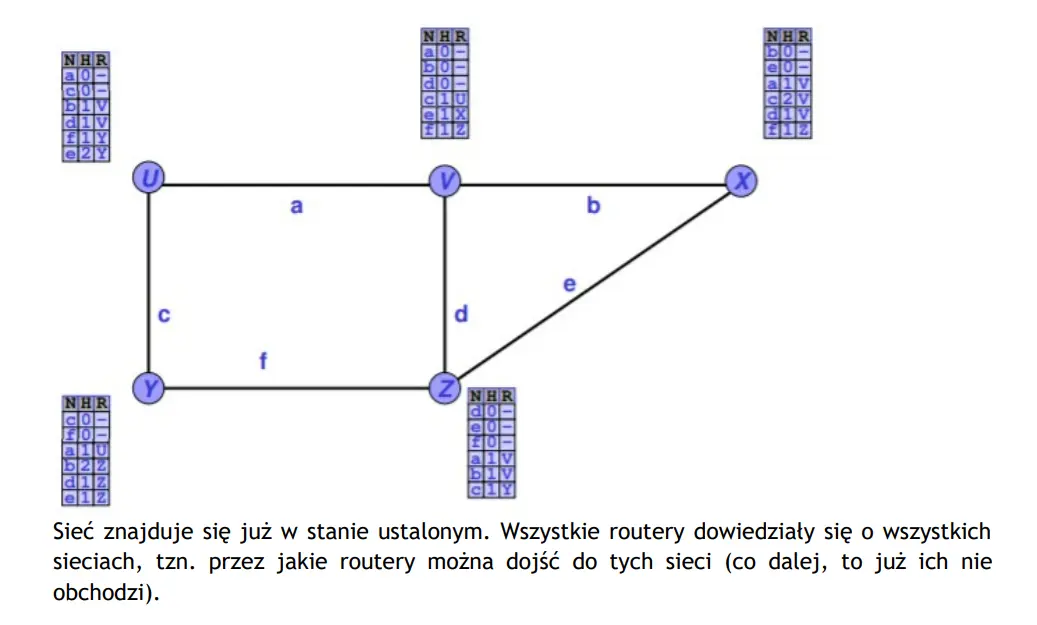 N H R
a 0 –
b 0 –
d 0 –
c 1 U
e 1 X
f 1 Z
N H R
b 0 –
e 0 –
a 1 V
c 2 V
d 1 V
f 1 Z
N H R
a 0 –
c 0 –
b 1 V
d 1 V
f 1 Y
e 2 Y
U
V
X
a
b
e
c
d
f
Y
Z
N H R
d 0 –
e 0 –
f 0 –
a 1 V
b 1 V
c 1 Y
N H R
c 0 –
f 0 –
a 1 U
b 2 Z
d 1 Z
e 1 Z
Sieć znajduje się już w stanie ustalonym. Wszystkie routery dowiedziały się o wszystkich
sieciach, tzn. przez jakie routery można dojść do tych sieci (co dalej, to już ich nie
obchodzi).